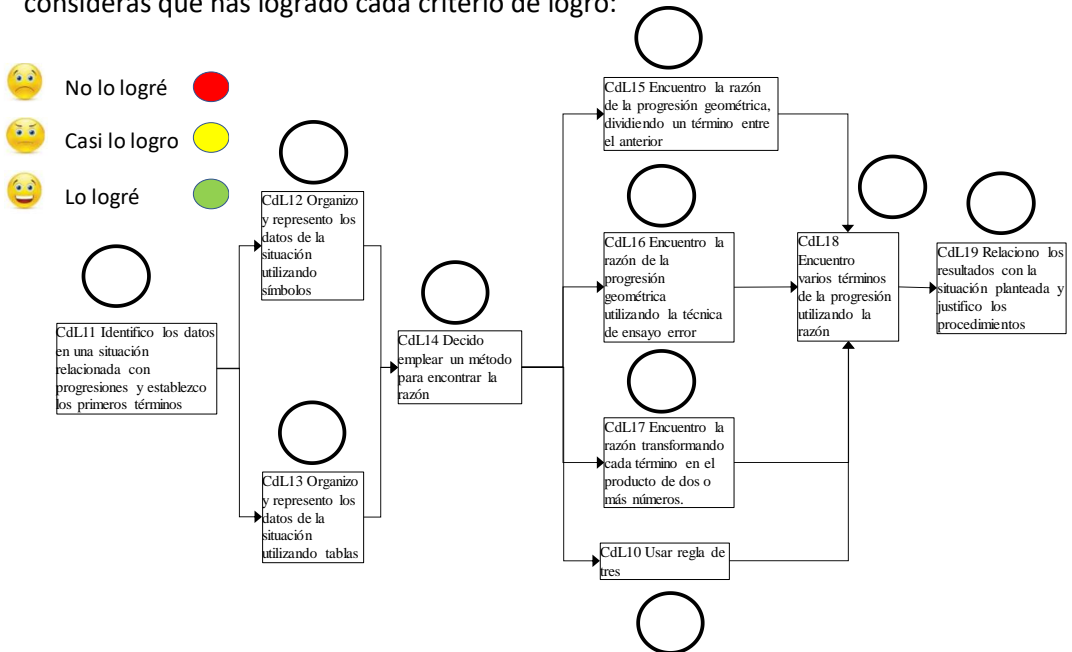 consideras que has logrado cada criterio de logro:
No lo logré
Casi lo logro
Lo logré
CdL11 Identifico los datos
en una situación
relacionada con
progresiones y establezco
los primeros términos
CdL12 Organizo
y represento los
datos de la
situación
utilizando
símbolos
CdL13 Organizo
y represento los
datos de la
situación
utilizando tablas
CdL14 Decido
emplear un método
para encontrar la
razón
CdL15 Encuentro la razón
de la progresión geométrica,
dividiendo un término entre
el anterior
CdL16 Encuentro la
razón de la
progresión
geométrica
utilizando la técnica
de ensayo error
CdL17 Encuentro la
razón transformando
cada término en el
producto de dos o
más números.
CdL10 Usar regla de
tres
CdL18
Encuentro
varios términos
de la progresión
utilizando la
razón
CdL19 Relaciono los
resultados con la
situación planteada y
justifico los
procedimientos